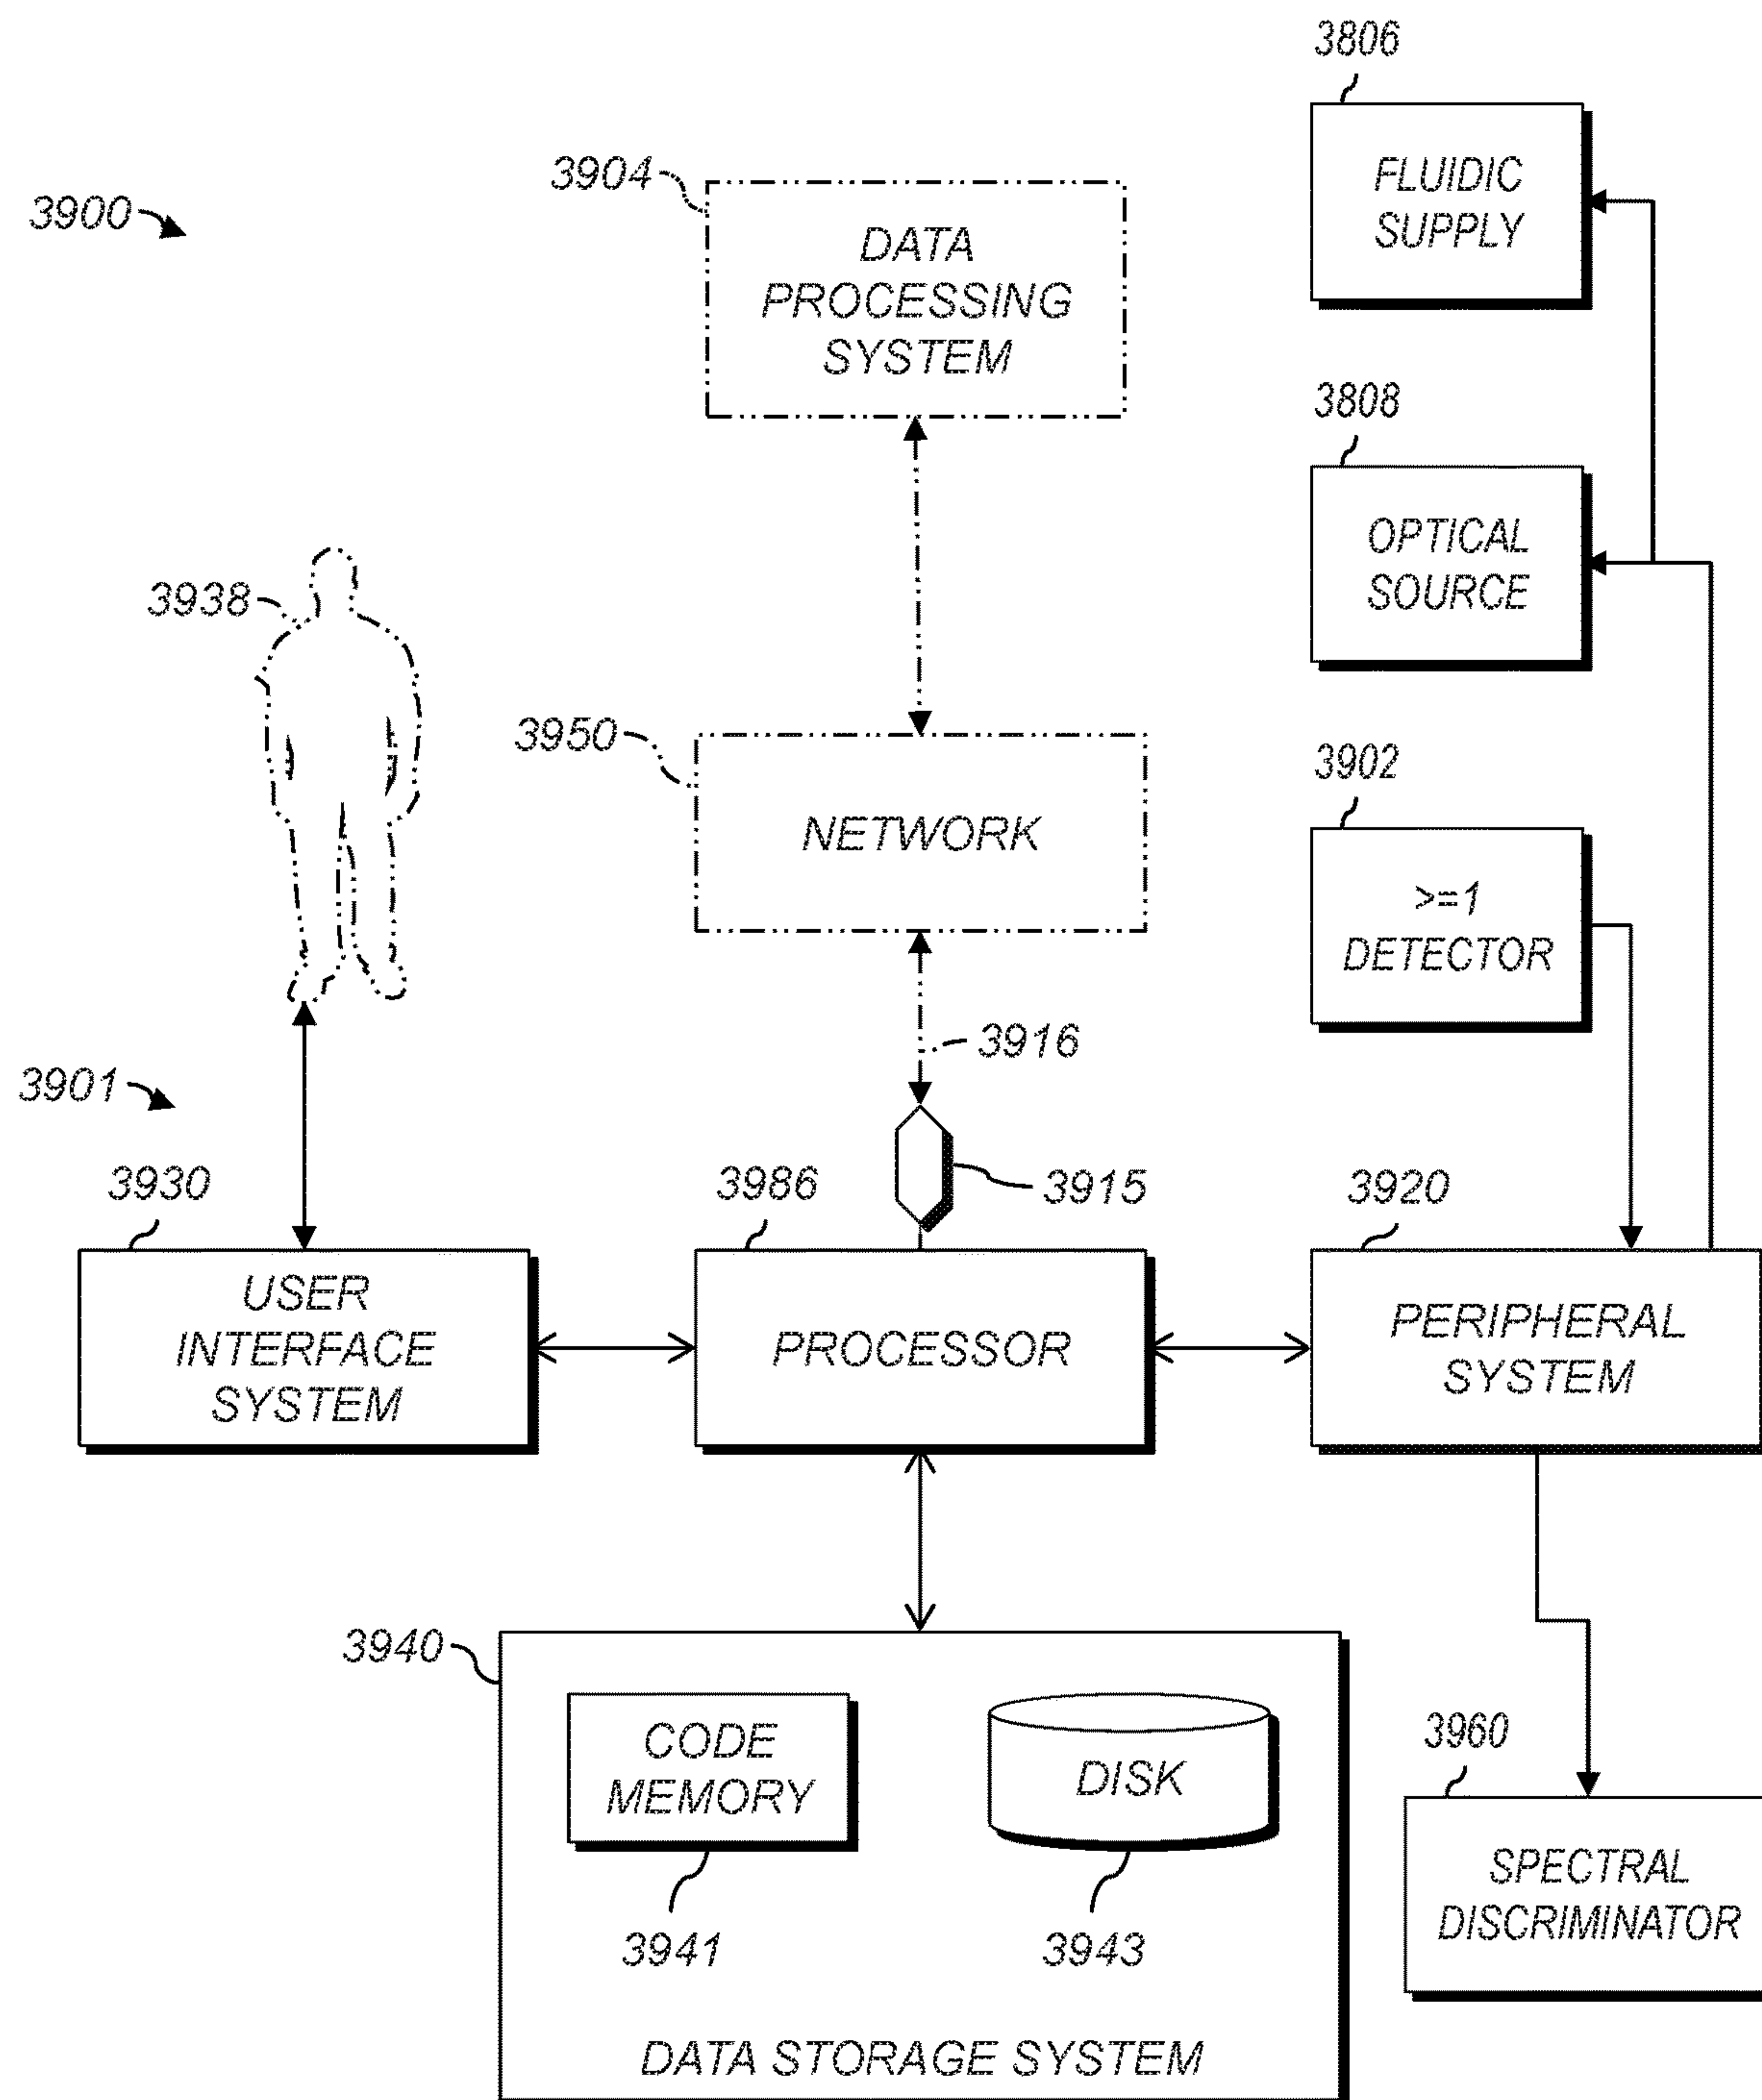 3806
FLUIDIC
SUPPLY
3904
3900
DATA
PROCESSING
SYSTEM
3808
OPTICAL
SOURCE
3938
3950
NETWORK
3902
>=1
DETECTOR
3916
3901
3930
3986
3915
3920
USER
INTERFACE
SYSTEM
PROCESSOR
PERIPHERAL
SYSTEM
3940
CODE
MEMORY
DISK
3941
3943
3960
SPECTRAL
DISCRIMINATOR
DATA STORAGE SYSTEM